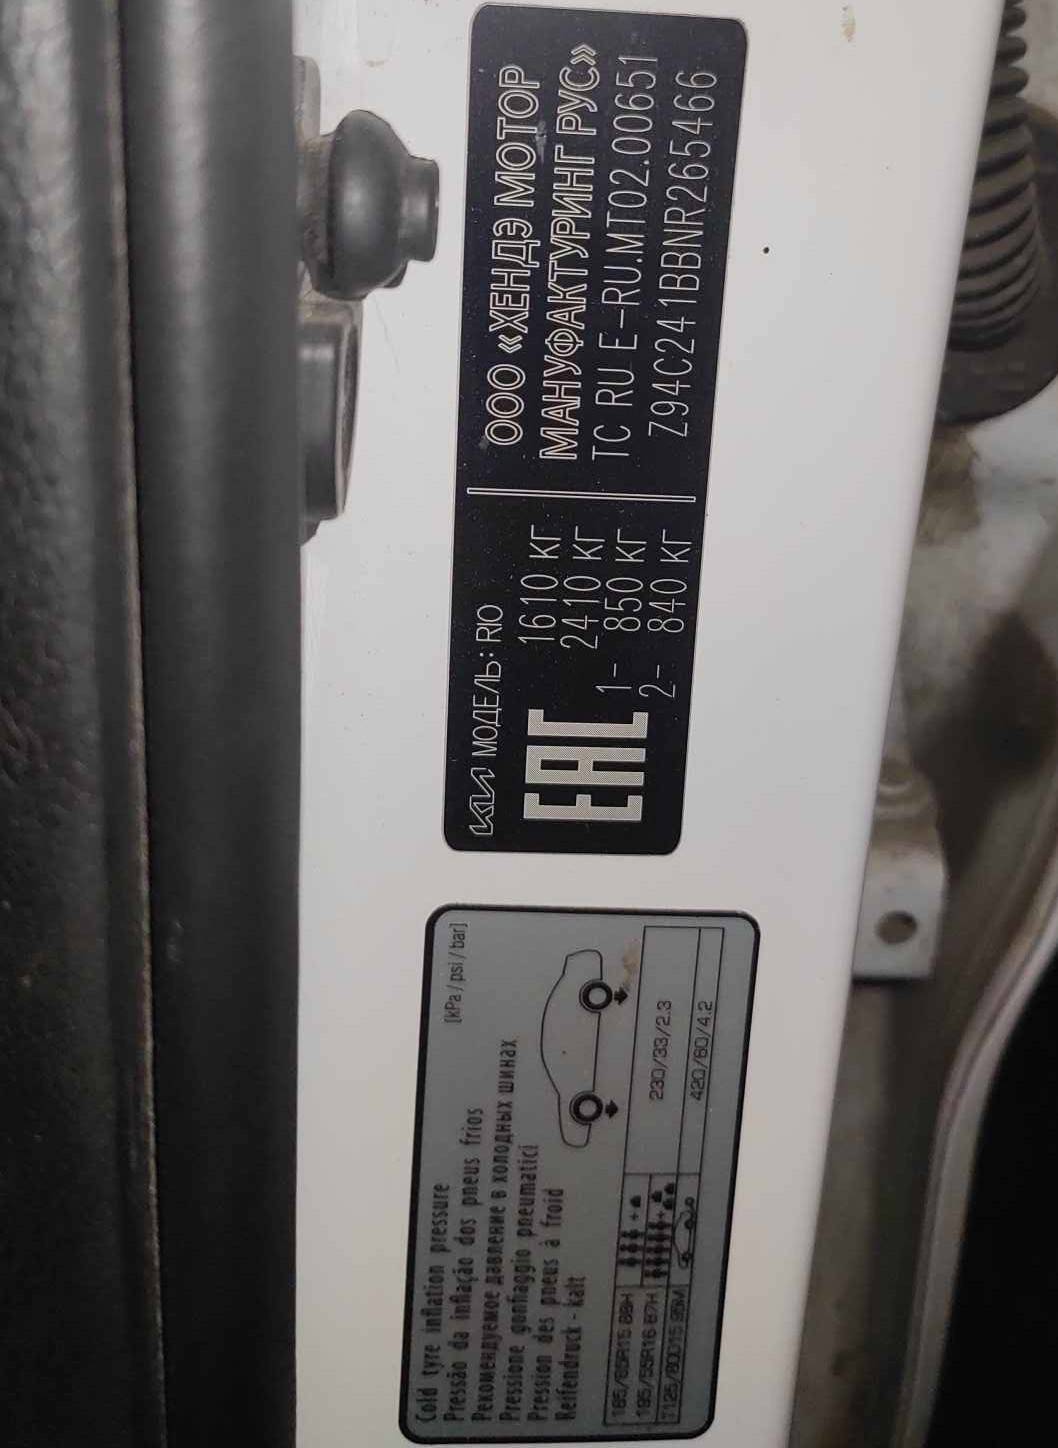 KIA МОДЕЛЬ: RIO
ООО «ХЕНДЭ МОТОР
МАНУФАКТУРИНГ РУС»
ТС RU Е-RU.МТ02.00651
Z94C241BBNR265466
EAC
1610 КГ
2410 КГ
1- 850 КГ
2- 840 КГ
Cold tyre inflation pressure [kPa / psi / bar]
Pressão da inflação dos pneus frios
Рекомендуемое давление в холодных шинах
Pressione gonfiaggio pneumatici
Pression des pneus à froid
Reifendruck - kalt
185/65R15 88H
195/55R16 87H
230/33/2.3
T125/80D15 95M 420/60/4.2